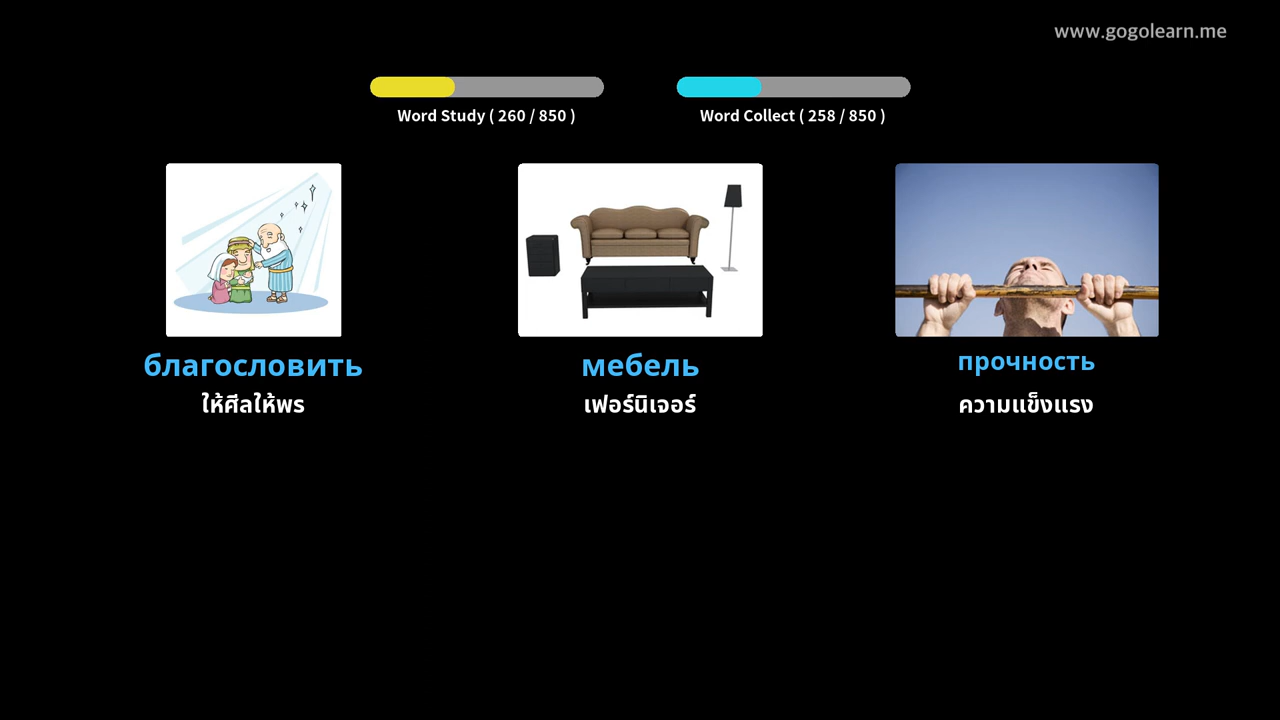 www.gogolearn.me
Word Study ( 260 / 850 )
Word Collect ( 258 / 850 )
благословить
ให้ศีลให้พร
мебель
เฟอร์นิเจอร์
прочность
ความแข็งแรง